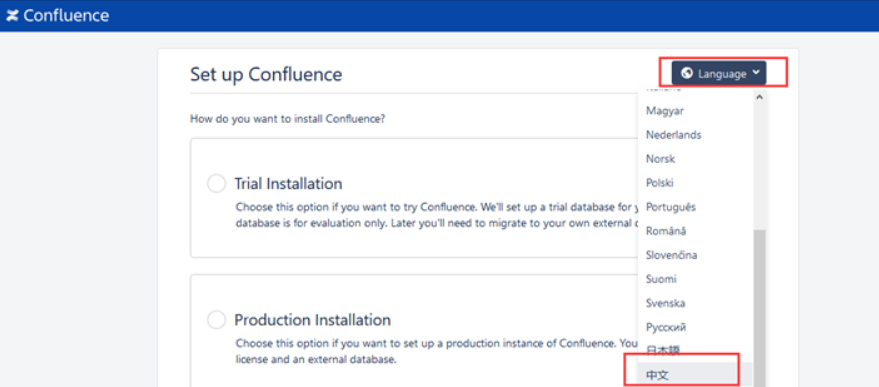 Confluence
Set up Confluence
Language
How do you want to install Confluence?
Trial Installation
Choose this option if you want to try Confluence. We'll set up a trial database for
database is for evaluation only. Later you'll need to migrate to your own external
Production Installation
Choose this option if you want to set up a production instance of Confluence. You
license and an external database.
Magyar
Nederlands
Norsk
Polski
Português
Română
Slovenčina
Suomi
Svenska
Русский
日本語
中文